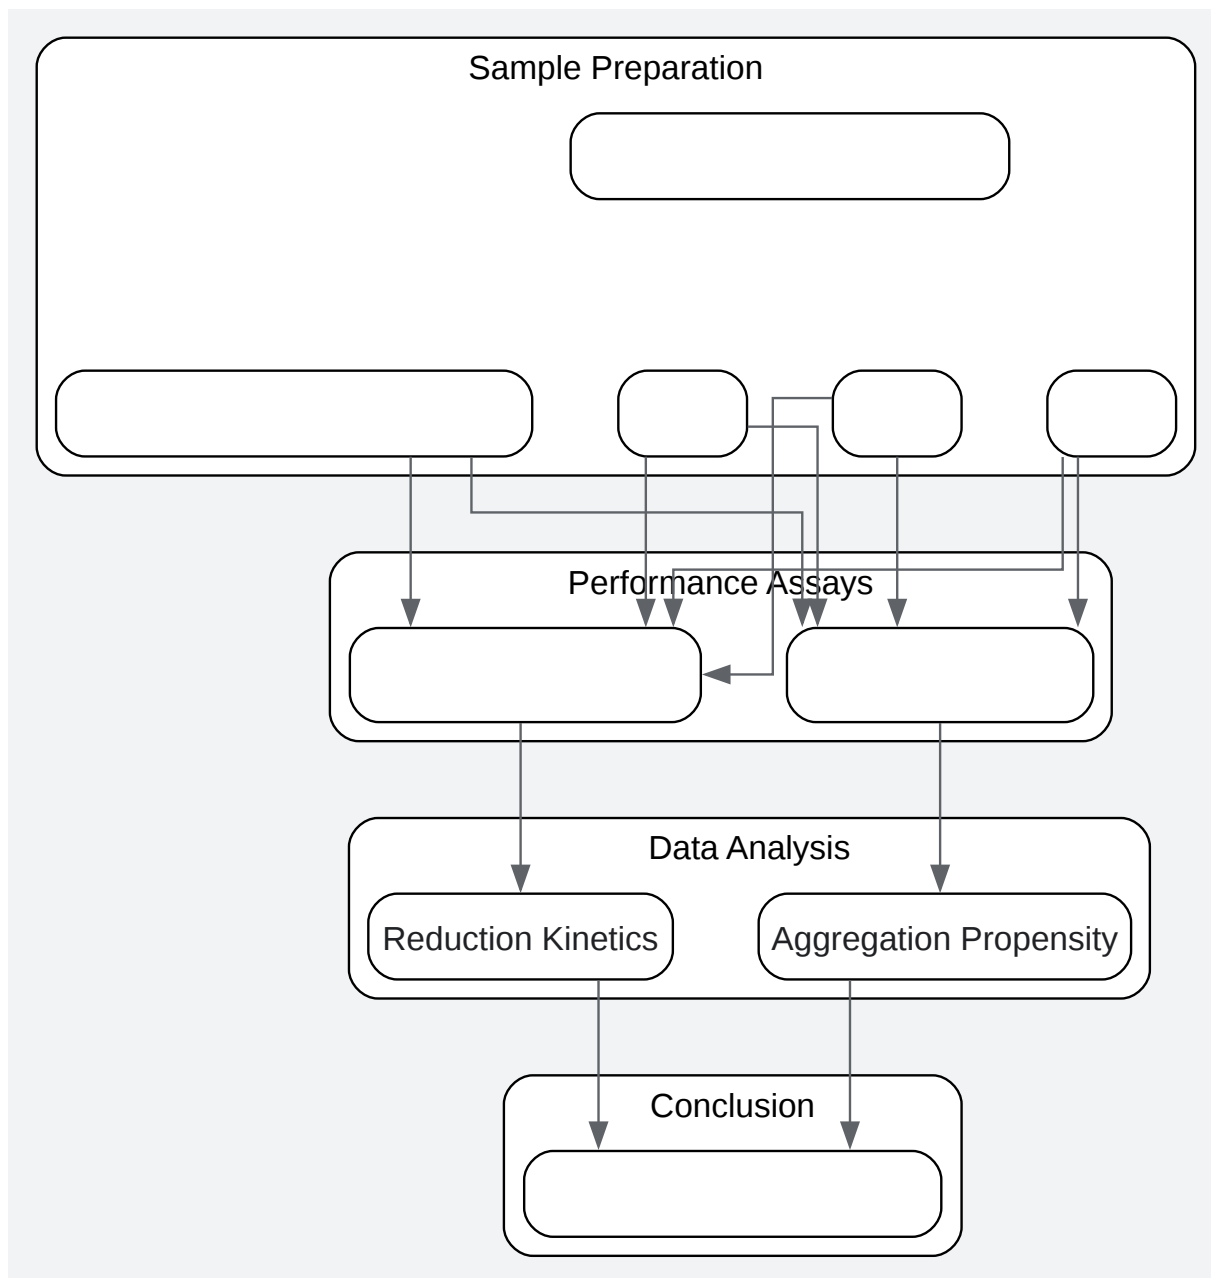 Sample Preparation
Performance Assays
Data Analysis
Reduction Kinetics
Aggregation Propensity
Conclusion